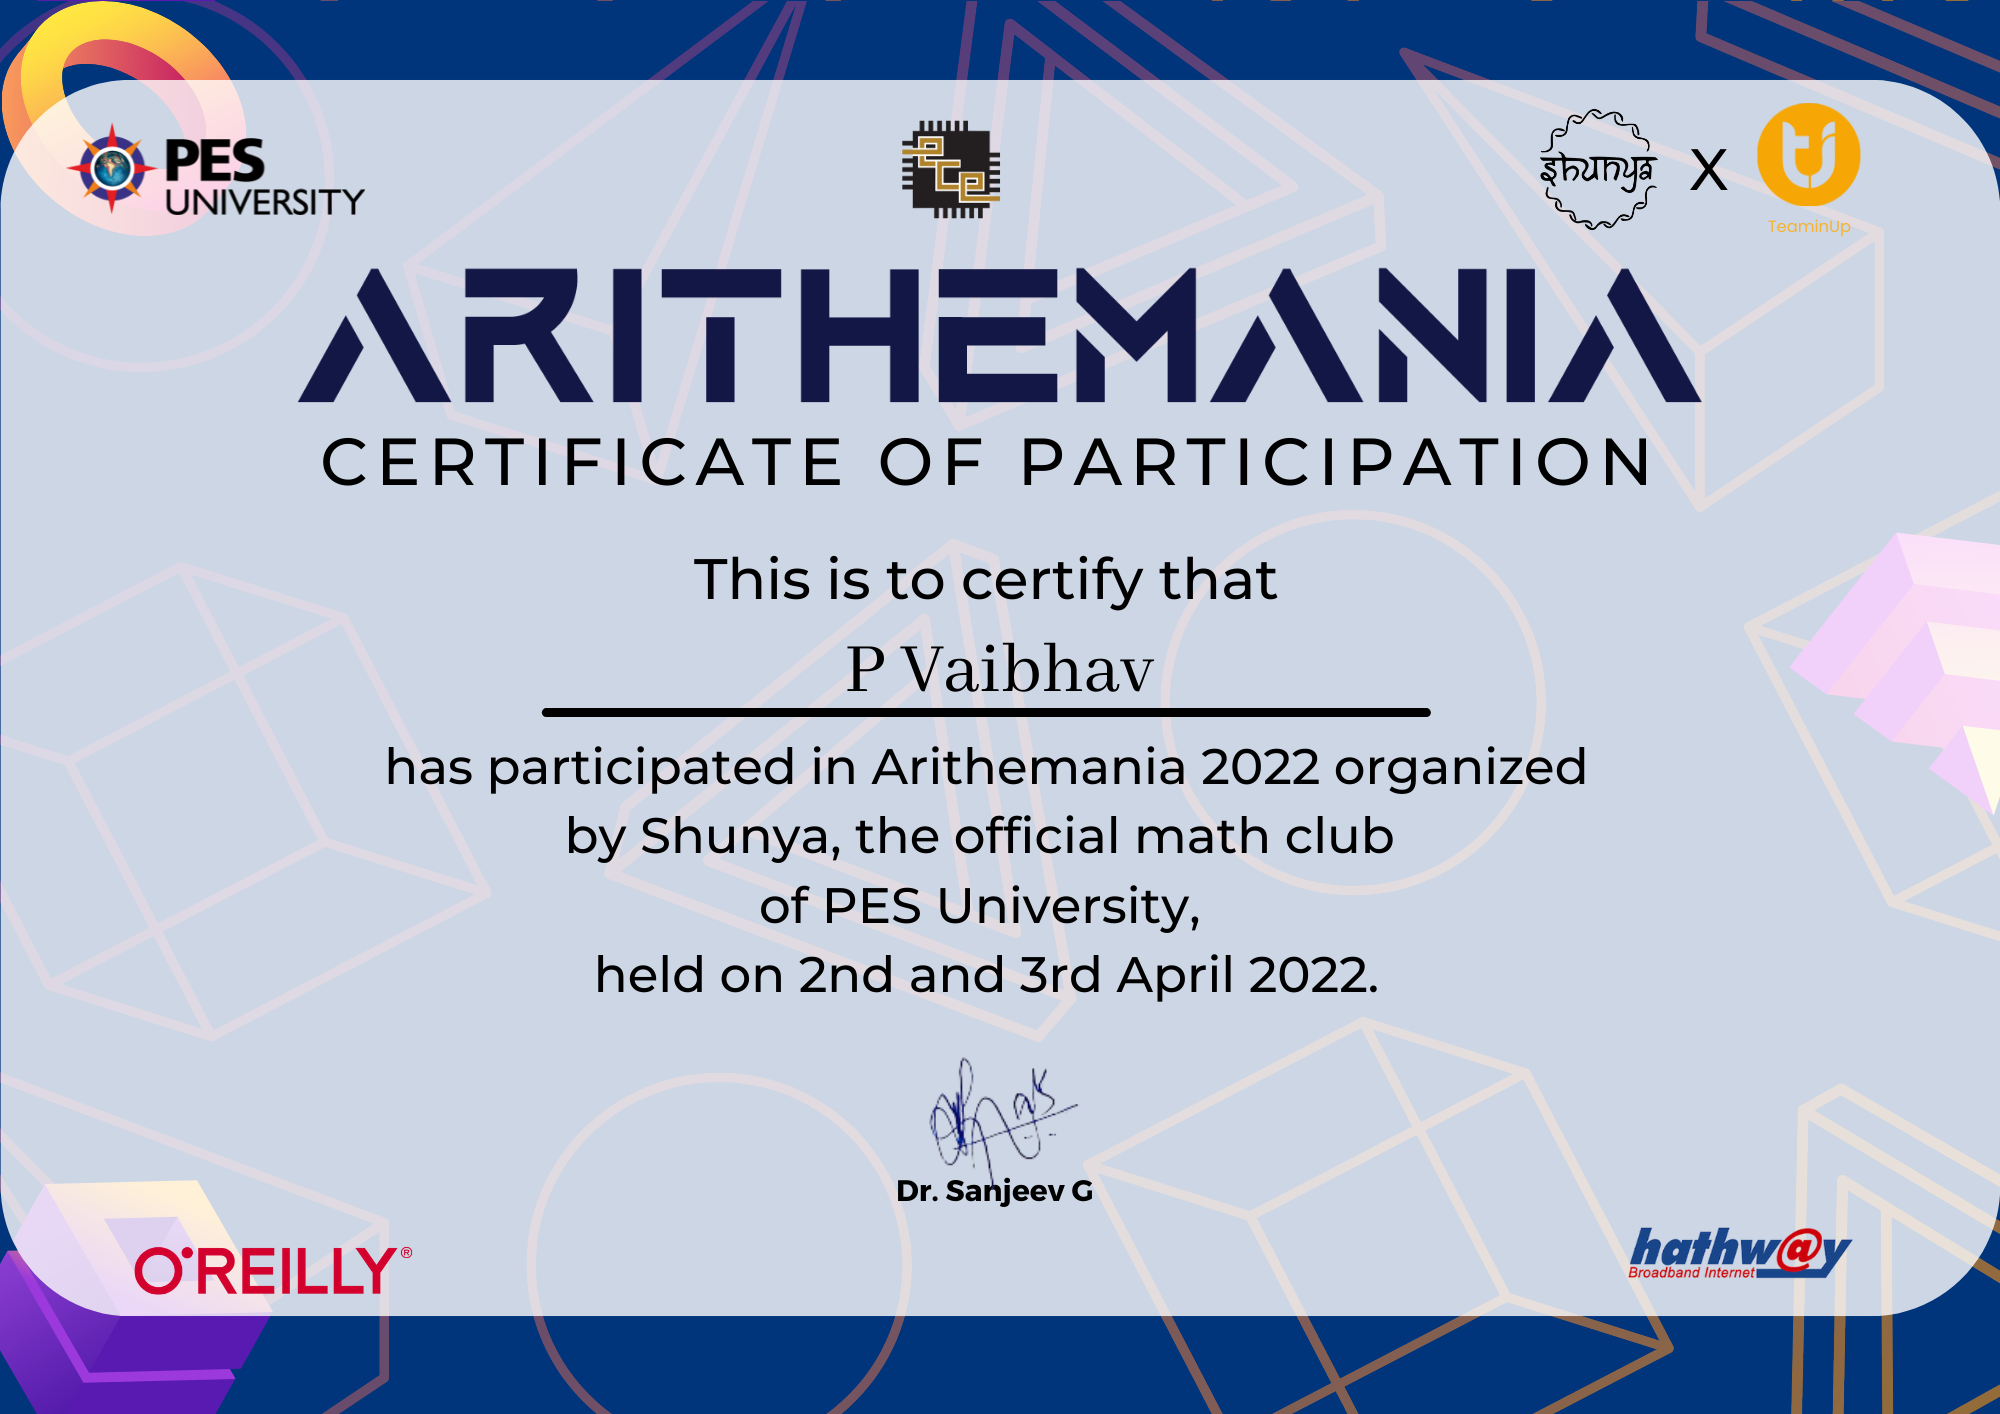 PES
UNIVERSITY
ece
shunya X
TeaminUp
ARITHEMANIA
CERTIFICATE OF PARTICIPATION
This is to certify that
P Vaibhav
has participated in Arithemania 2022 organized
by Shunya, the official math club
of PES University,
held on 2nd and 3rd April 2022.
Dr. Sanjeev G
O'REILLY®
hathw@y
Broadband Internet